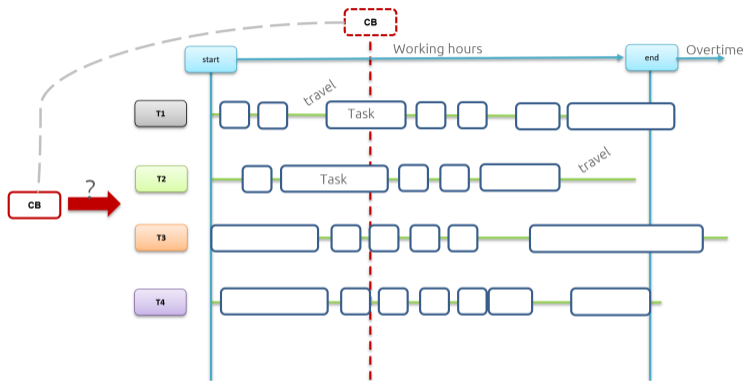 CB
Working hours
Overtime
start
end
travel
T1
Task
travel
T2
Task
?
CB
T3
T4